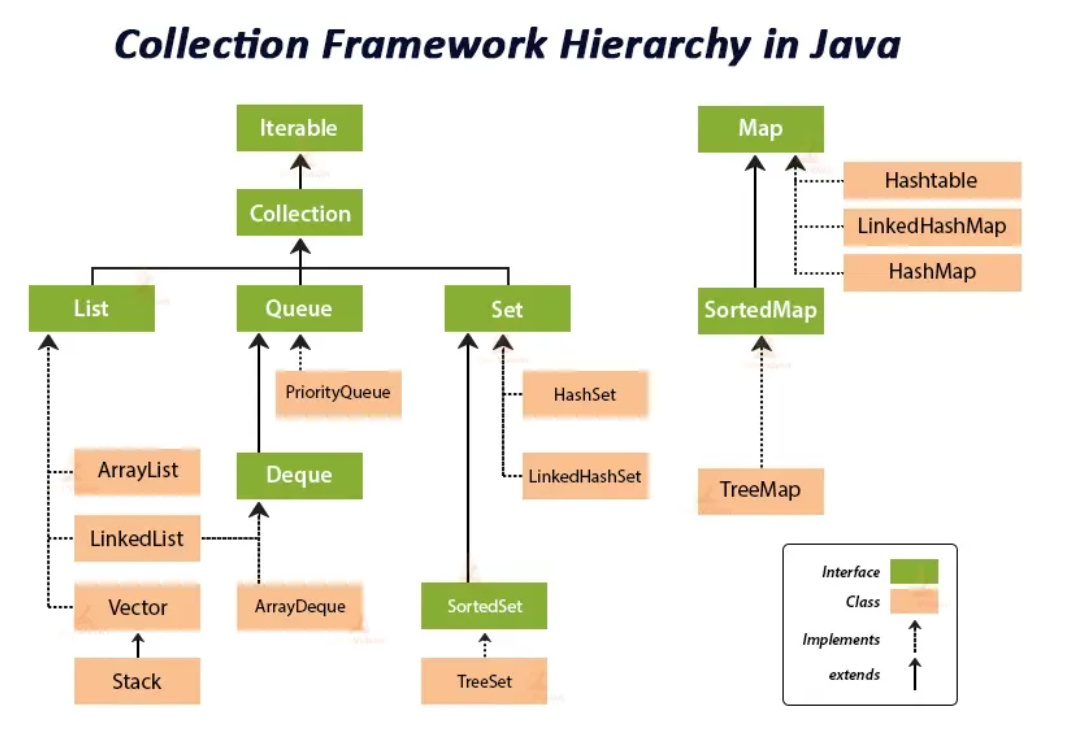 Collection Framework Hierarchy in Java
Iterable
Collection
List
Queue
Set
PriorityQueue
HashSet
ArrayList
Deque
LinkedHashSet
LinkedList
Vector
ArrayDeque
SortedSet
Stack
TreeSet
Map
Hashtable
LinkedHashMap
HashMap
SortedMap
TreeMap
Interface
Class
Implements
extends